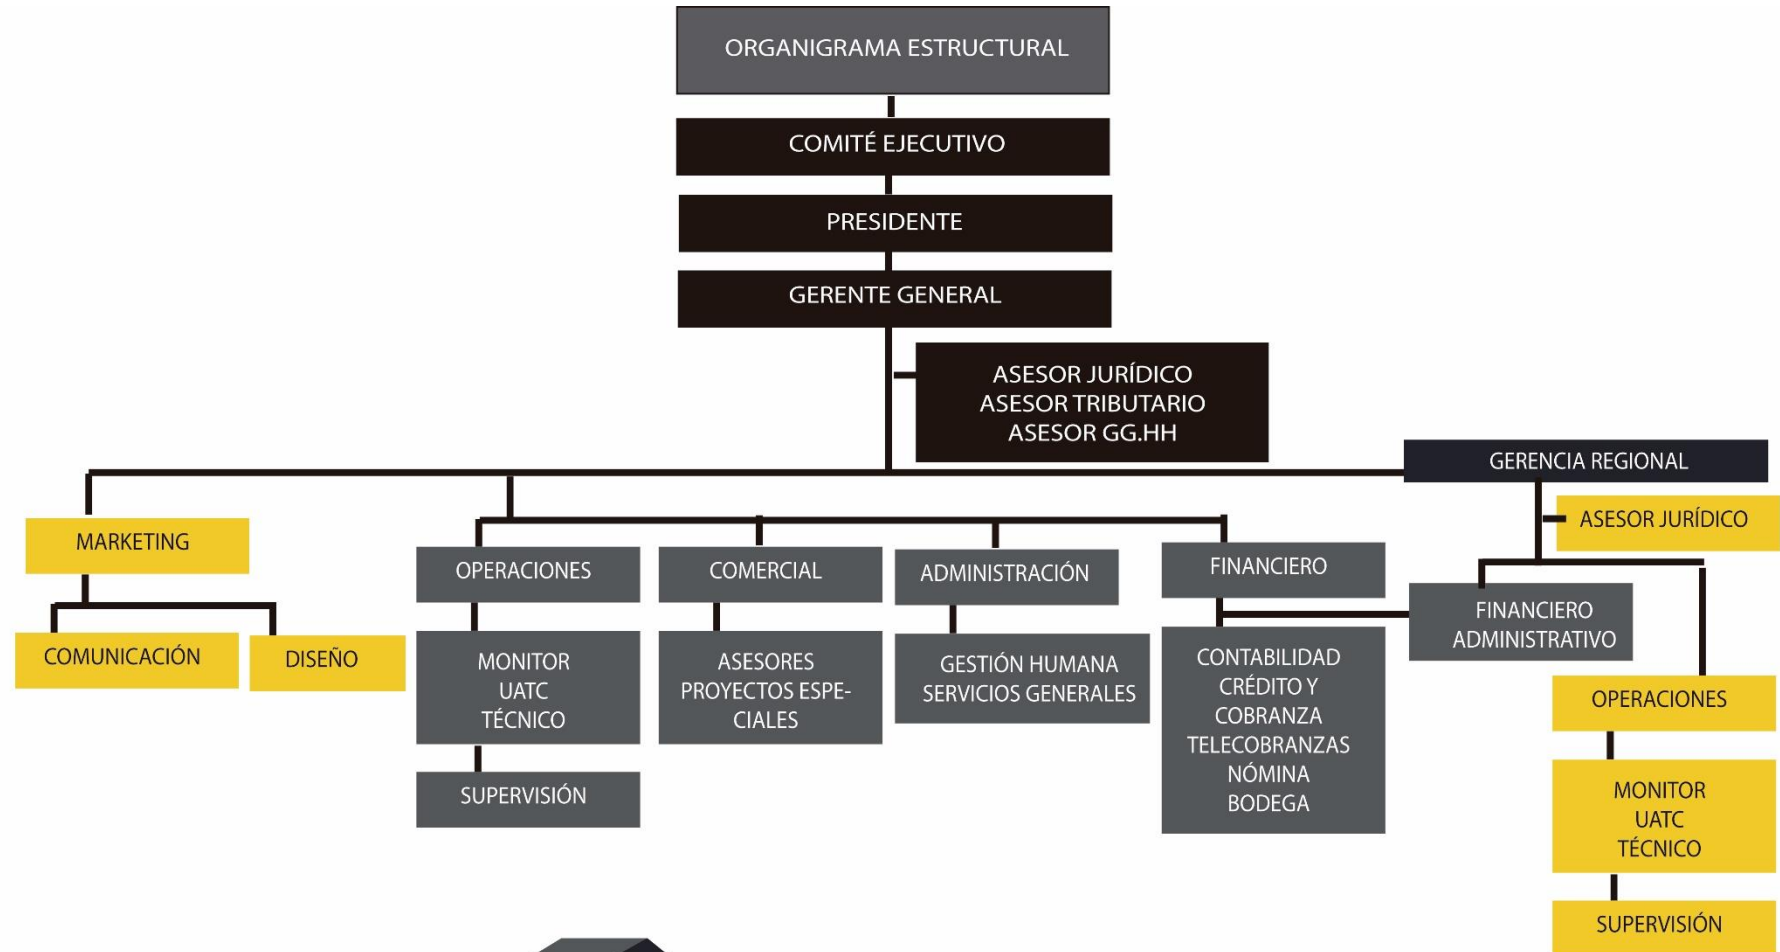 ORGANIGRAMA ESTRUCTURAL
COMITÉ EJECUTIVO
PRESIDENTE
GERENTE GENERAL
ASESOR JURÍDICO
ASESOR TRIBUTARIO
ASESOR GG.HH
GERENCIA REGIONAL
ASESOR JURÍDICO
MARKETING
COMUNICACIÓN
DISEÑO
OPERACIONES
MONITOR
UATC
TÉCNICO
SUPERVISIÓN
COMERCIAL
ASESORES
PROYECTOS ESPE-
CIALES
ADMINISTRACIÓN
GESTIÓN HUMANA
SERVICIOS GENERALES
FINANCIERO
CONTABILIDAD
CRÉDITO Y
COBRANZA
TELECOBRANZAS
NÓMINA
BODEGA
FINANCIERO
ADMINISTRATIVO
OPERACIONES
MONITOR
UATC
TÉCNICO
SUPERVISIÓN